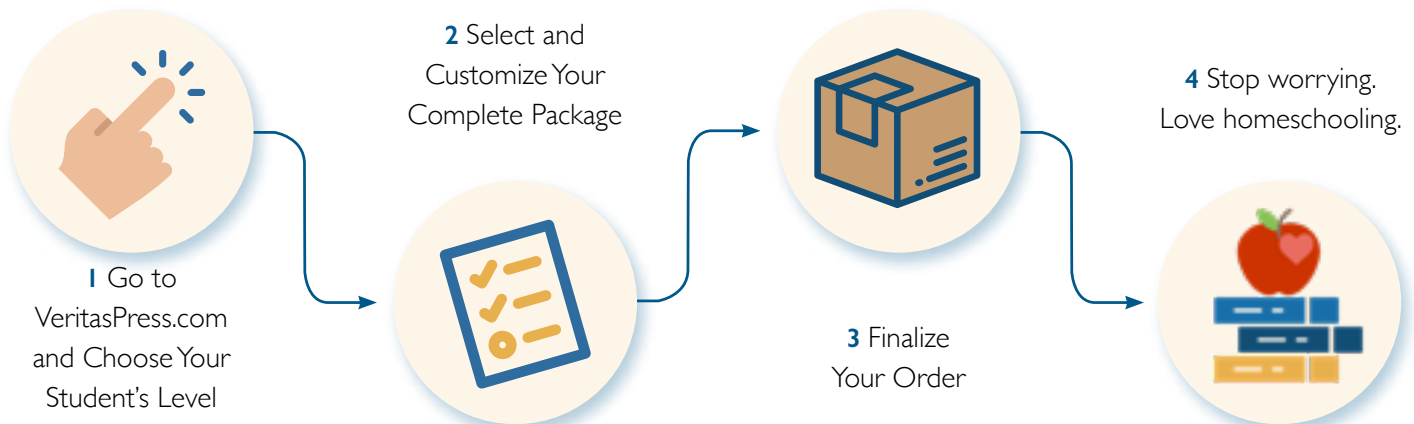 1 Go to
VeritasPress.com
and Choose Your
Student’s Level
2 Select and
Customize Your
Complete Package
3 Finalize
Your Order
4 Stop worrying.
Love homeschooling.